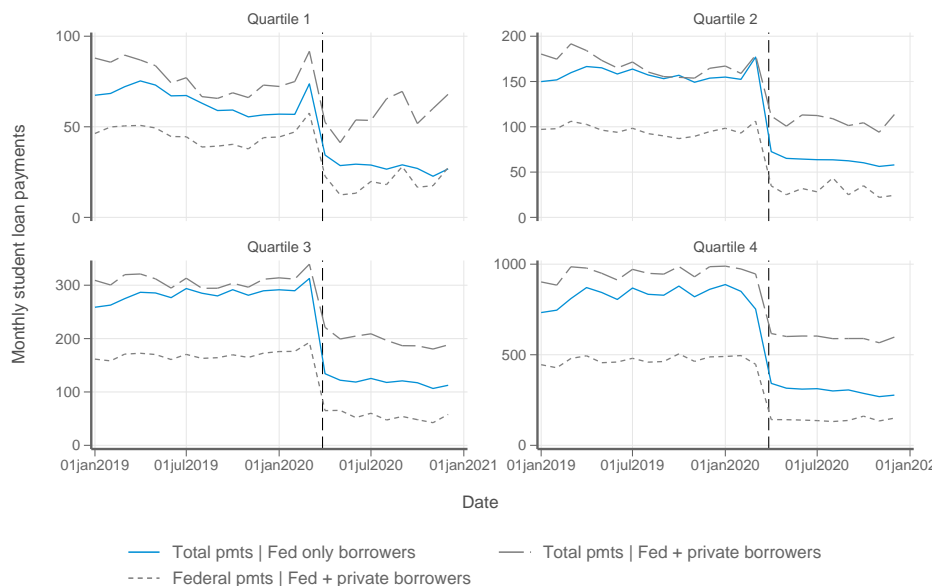 Quartile 1
Quartile 2
100
50
0
200
150
100
50
0
Quartile 3
Quartile 4
300
200
100
0
1000
500
0
01jan2019
01jul2019
01jan2020
01jul2020
01jan2021
01jan2019
01jul2019
01jan2020
01jul2020
01jan202
Monthly student loan payments
Date
Total pmts | Fed only borrowers
Total pmts | Fed + private borrowers
Federal pmts | Fed + private borrowers